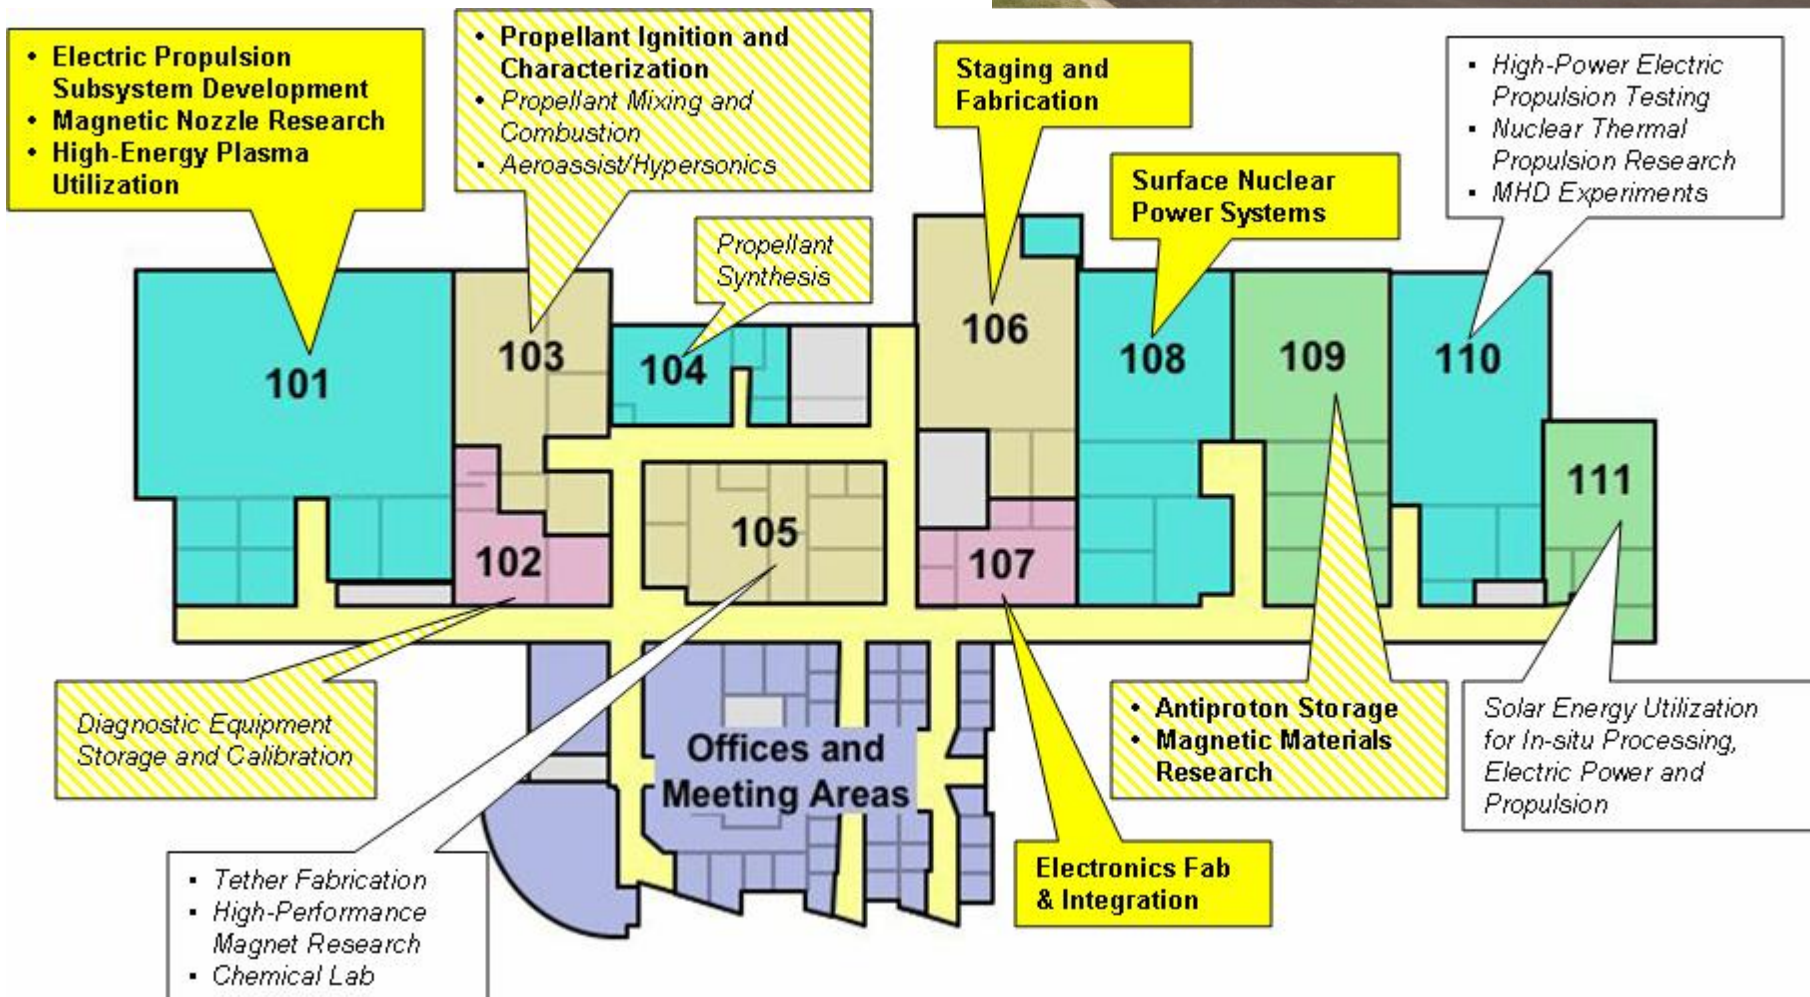 • Electric Propulsion
Subsystem Development
• Magnetic Nozzle Research
• High-Energy Plasma
Utilization
• Propellant Ignition and
Characterization
▪ Propellant Mixing and
Combustion
▪ Aeroassist/Hypersonics
Propellant
Synthesis
Staging and
Fabrication
Surface Nuclear
Power Systems
▪ High-Power Electric
Propulsion Testing
▪ Nuclear Thermal
Propulsion Research
▪ MHD Experiments
101
103
104
106
108
109
110
111
102
105
107
Diagnostic Equipment
Storage and Calibration
Offices and
Meeting Areas
• Antiproton Storage
• Magnetic Materials
Research
Solar Energy Utilization
for In-situ Processing,
Electric Power and
Propulsion
Electronics Fab
& Integration
▪ Tether Fabrication
▪ High-Performance
Magnet Research
▪ Chemical Lab